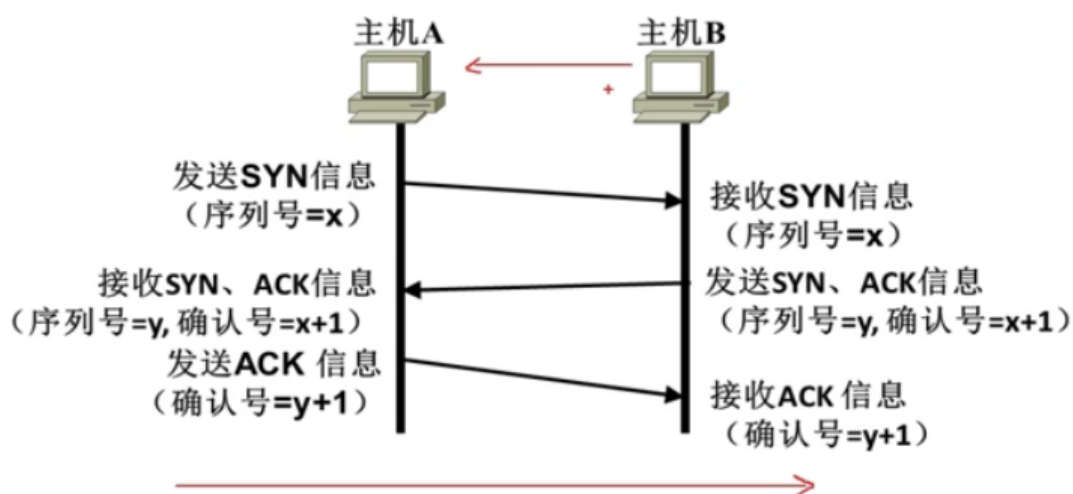 主机A
主机B
发送SYN信息
（序列号=x）
接收SYN信息
（序列号=x）
接收SYN、ACK信息
（序列号=y, 确认号=x+1）
发送SYN、ACK信息
（序列号=y, 确认号=x+1）
发送ACK 信息
（确认号=y+1）
接收ACK 信息
（确认号=y+1）